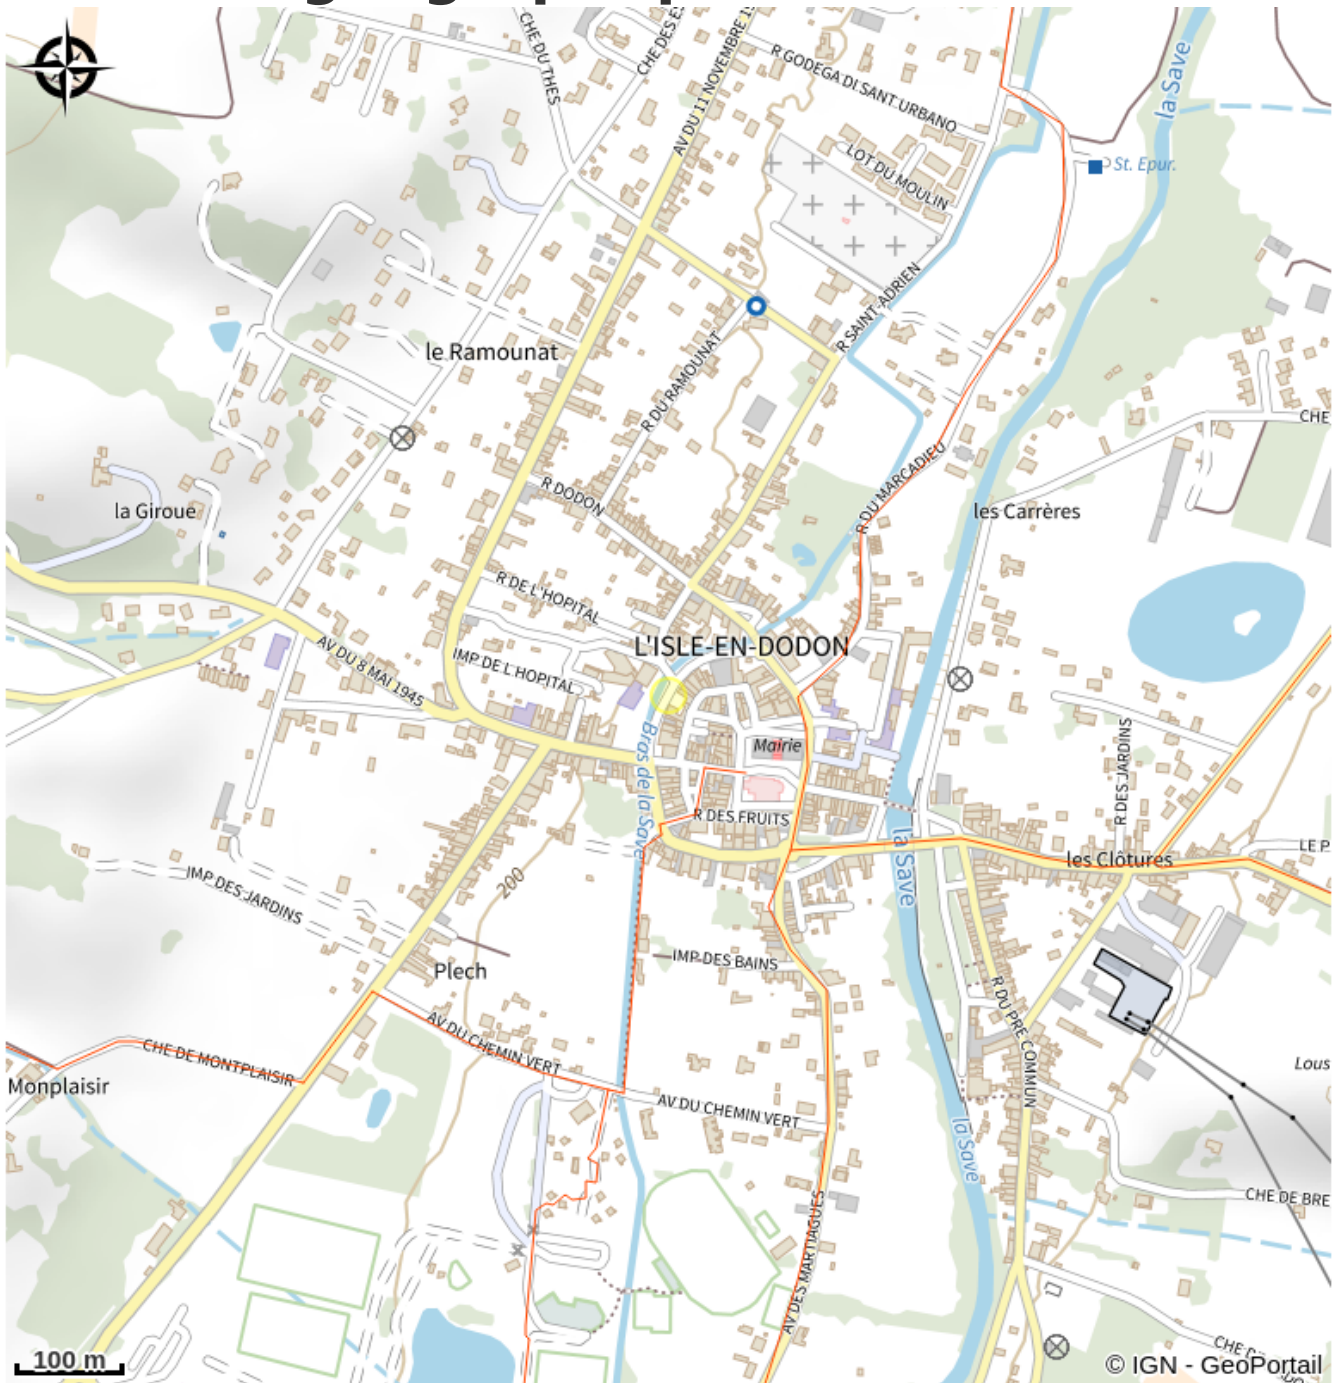 CHE DU THES
CHE DES E
AV DU 11 NOVEMBRE 19
R GODEGA DI SANT URBANO
la Save
St. Epur.
LOT DU MOULIN
R SAINT-ADRIEN
le Ramounat
R DU RAMOUNAT
CHE
R DU MARCADIEU
R DODON
la Giroue
les Carrères
R DE L'HOPITAL
L'ISLE-EN-DODON
AV DU 8 MAI 1945
IMP DE L'HOPITAL
Bras de la Save
Mairie
R DES JARDINS
R DES FRUITS
la Save
les Clôtures
LE P
IMP DES JARDINS
200
Plech
IMP DES BAINS
R DU PRE COMMUN
AV DU CHEMIN VERT
CHE DE MONTPLAISIR
Monplaisir
Lous
AV DU CHEMIN VERT
la Save
CHE DE BRE
AV DES MARTIAGUES
100 m
© IGN - GeoPortail